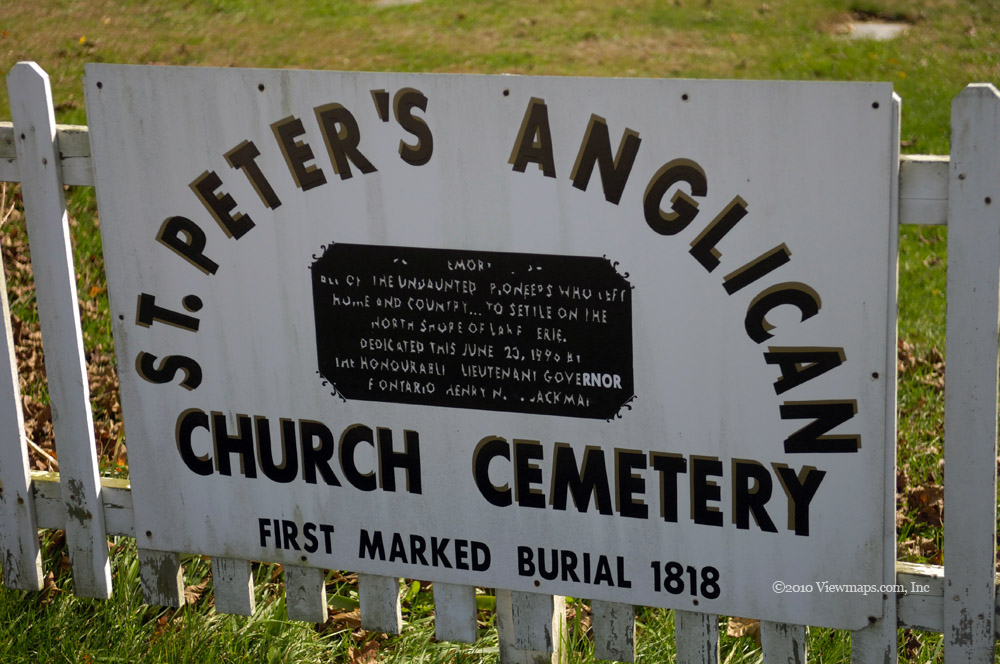 ST. PETER'S ANGLICAN
OF THE UNDAUNTED PIONEERS WHO LEFT
HOME AND COUNTRY... TO SETTLE ON THE
NORTH SHORE OF LAKE ERIE.
DEDICATED THIS JUNE 23, 1996 BY
THE HONOURABLE LIEUTENANT GOVERNOR
ONTARIO HENRY N.
CHURCH CEMETERY
FIRST MARKED BURIAL 1818
©2010 Viewmaps.com, Inc